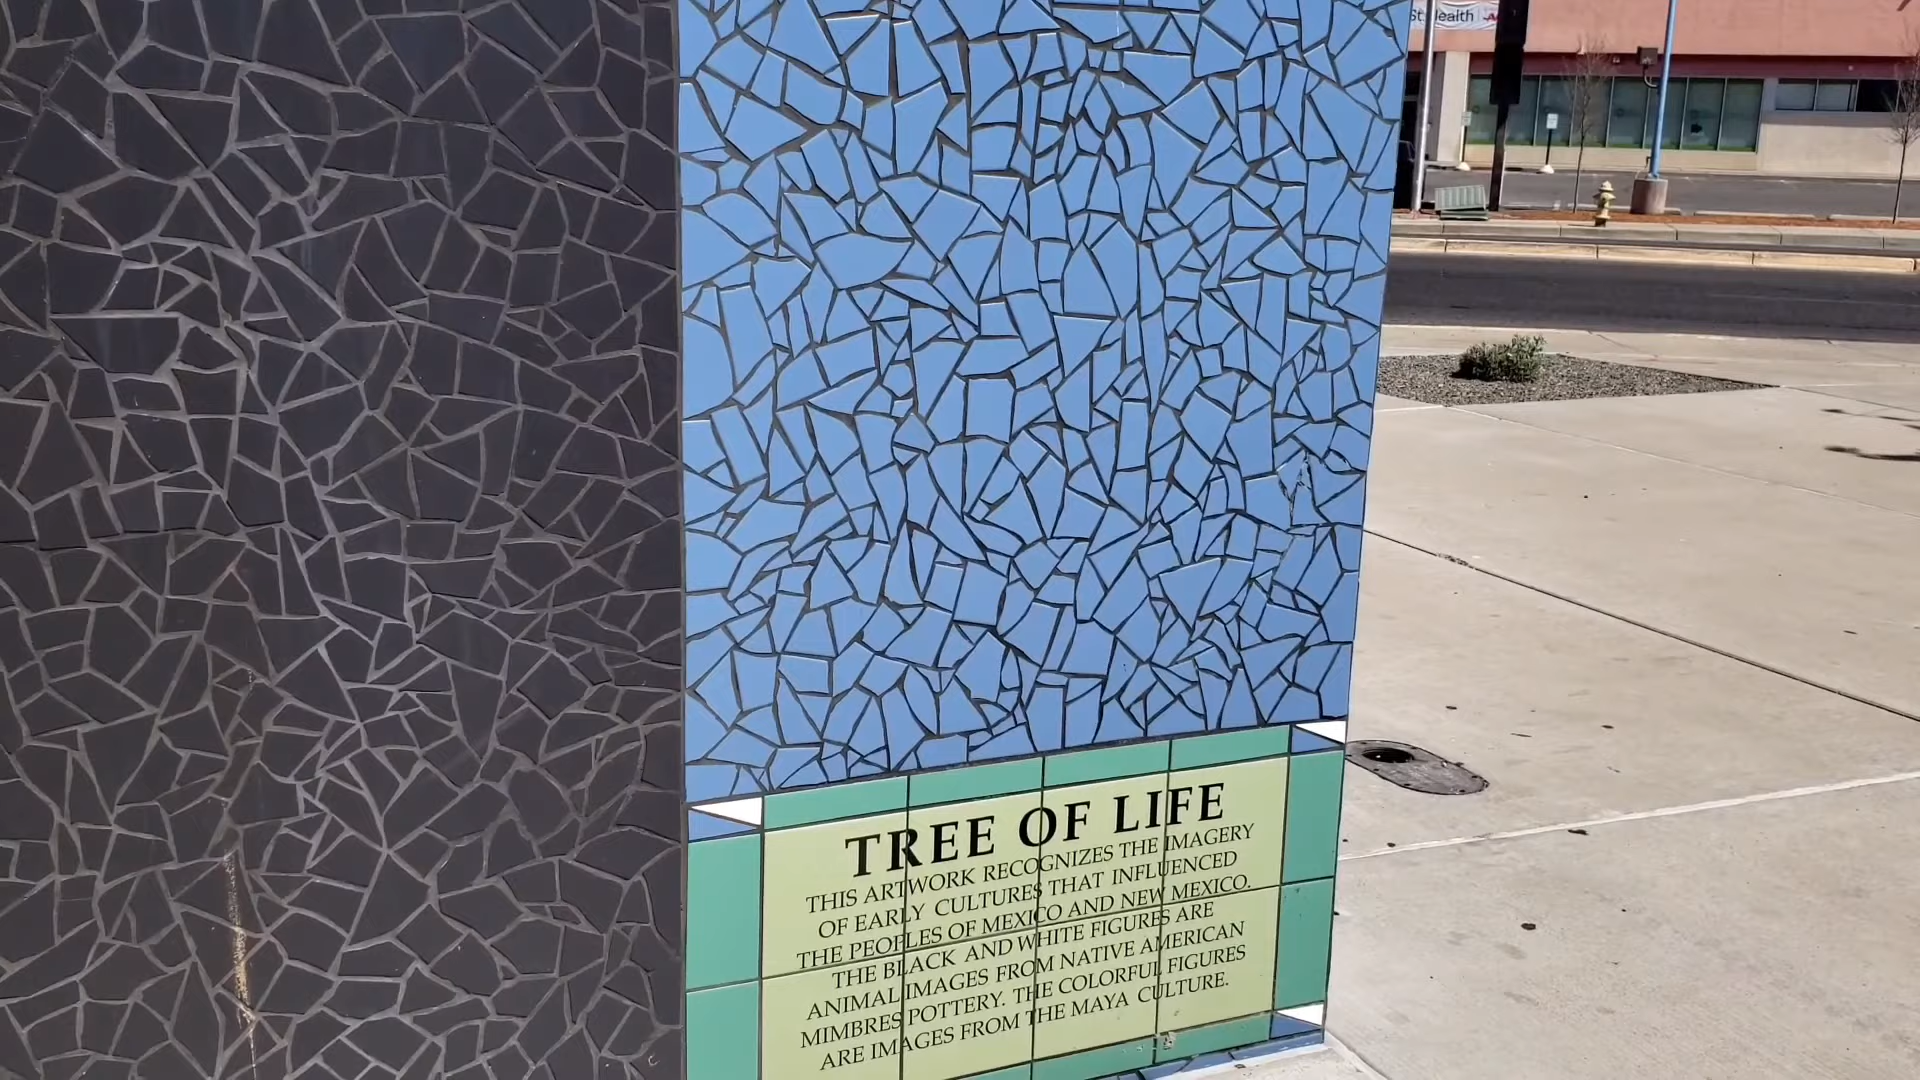 St. Health
TREE OF LIFE
THIS ARTWORK RECOGNIZES THE IMAGERY
OF EARLY CULTURES THAT INFLUENCED
THE PEOPLES OF MEXICO AND NEW MEXICO.
THE BLACK AND WHITE FIGURES ARE
ANIMAL IMAGES FROM NATIVE AMERICAN
MIMBRES POTTERY. THE COLORFUL FIGURES
ARE IMAGES FROM THE MAYA CULTURE.